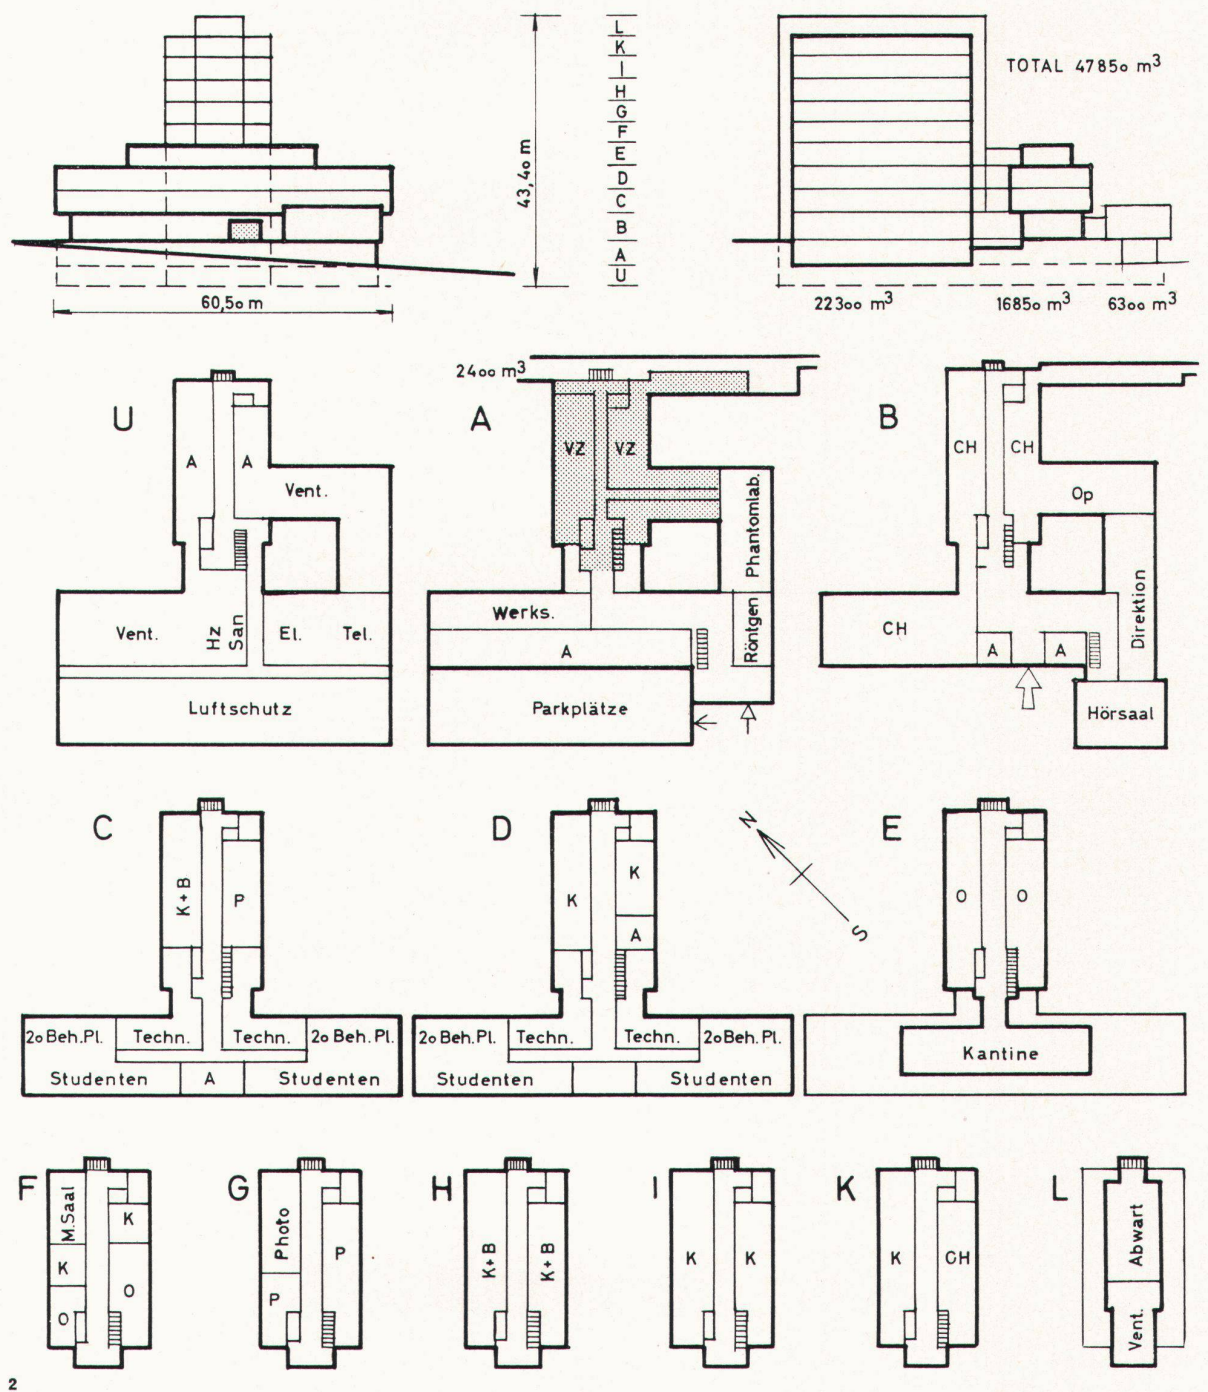 L
K
I
H
G
F
E
D
C
B
A
U
43,40 m
60,50 m
TOTAL 47850 m³
22300 m³
16850 m³
6300 m³
U
A
A
Vent.
Vent.
Hz
San
El.
Tel.
Luftschutz
2400 m³
A
VZ
VZ
Phantomlab.
Röntgen
Werks.
A
Parkplätze
B
CH
CH
Op
Direktion
CH
A
A
Hörsaal
C
K+B
P
20 Beh.Pl.
Techn.
Techn.
20 Beh.Pl.
Studenten
A
Studenten
D
K
K
A
20 Beh.Pl.
Techn.
Techn.
20 Beh.Pl.
Studenten
Studenten
N
S
E
O
O
Kantine
F
M.Saal
K
K
O
O
G
Photo
P
P
H
K+B
K+B
I
K
K
K
K
CH
L
Abwart
Vent.
2